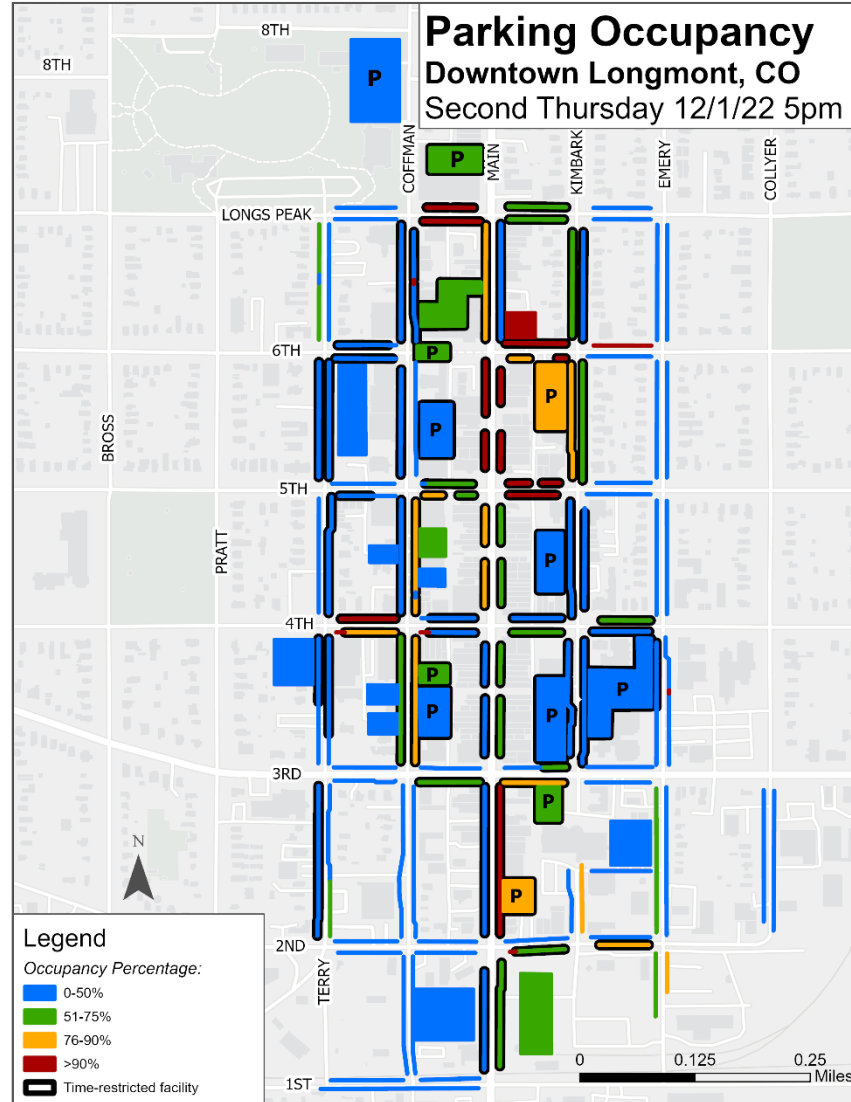 Parking Occupancy
Downtown Longmont, CO
Second Thursday 12/1/22 5pm
8TH
8TH
P
P
COFFMAN
MAIN
KIMBARK
EMERY
COLLYER
LONGS PEAK
6TH
P
P
P
BROSS
5TH
PRATT
P
4TH
P
P
P
P
3RD
P
N
P
2ND
TERRY
1ST
Legend
Occupancy Percentage:
0-50%
51-75%
76-90%
>90%
Time-restricted facility
0 0.125 0.25
Miles